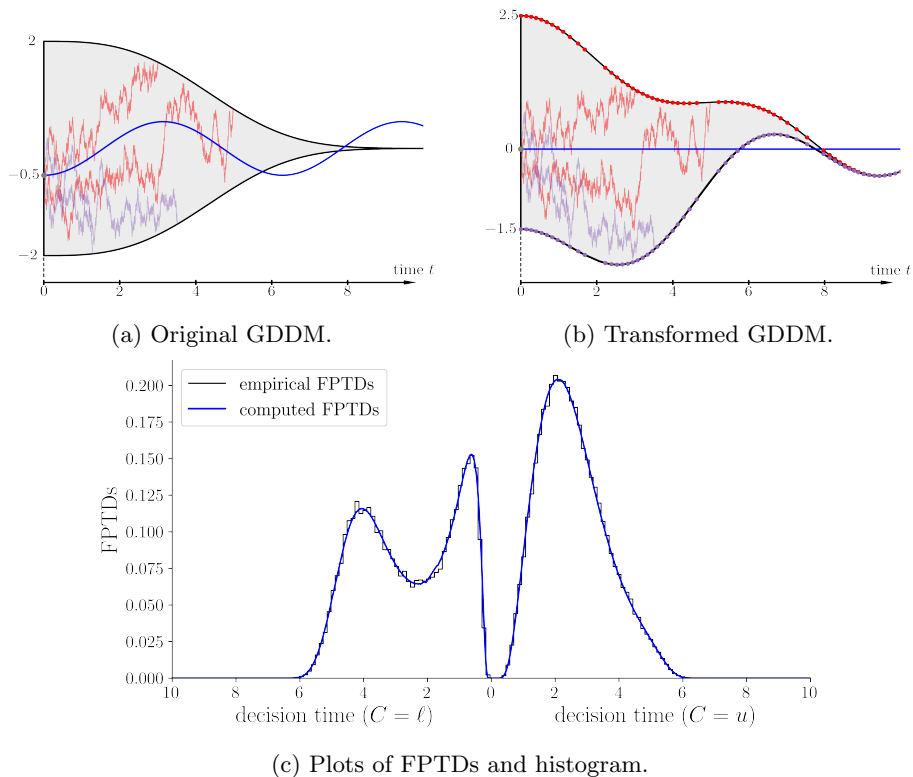 2
−0.5
−2
time t
0 2 4 6 8
(a) Original GDDM.
2.5
0
−1.5
time t
0 2 4 6 8
(b) Transformed GDDM.
empirical FPTDs
computed FPTDs
FPTDs
0.200
0.175
0.150
0.125
0.100
0.075
0.050
0.025
0.000
10 8 6 4 2 0 2 4 6 8 10
decision time (C = ℓ) decision time (C = u)
(c) Plots of FPTDs and histogram.